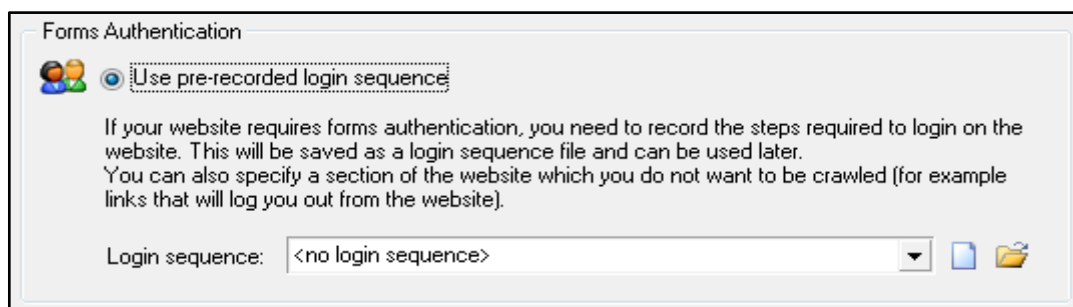 Forms Authentication
Use pre-recorded login sequence
If your website requires forms authentication, you need to record the steps required to login on the
website. This will be saved as a login sequence file and can be used later.
You can also specify a section of the website which you do not want to be crawled (for example
links that will log you out from the website).
Login sequence: <no login sequence>